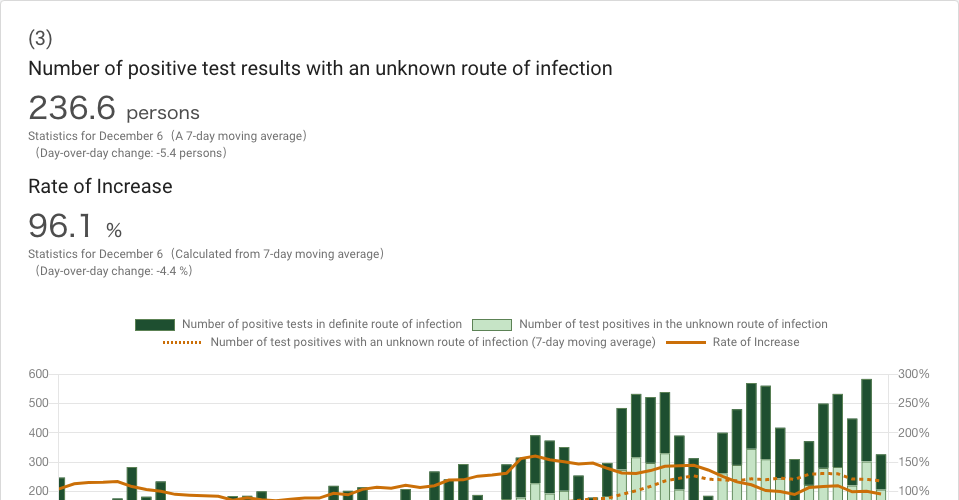 (3)
Number of positive test results with an unknown route of infection
236.6 persons
Statistics for December 6（A 7-day moving average）
（Day-over-day change: -5.4 persons）
Rate of Increase
96.1 %
Statistics for December 6（Calculated from 7-day moving average）
（Day-over-day change: -4.4 %）
Number of positive tests in definite route of infection Number of test positives in the unknown route of infection
Number of test positives with an unknown route of infection (7-day moving average) Rate of Increase
600 300%
500 250%
400 200%
300 150%
200 100%